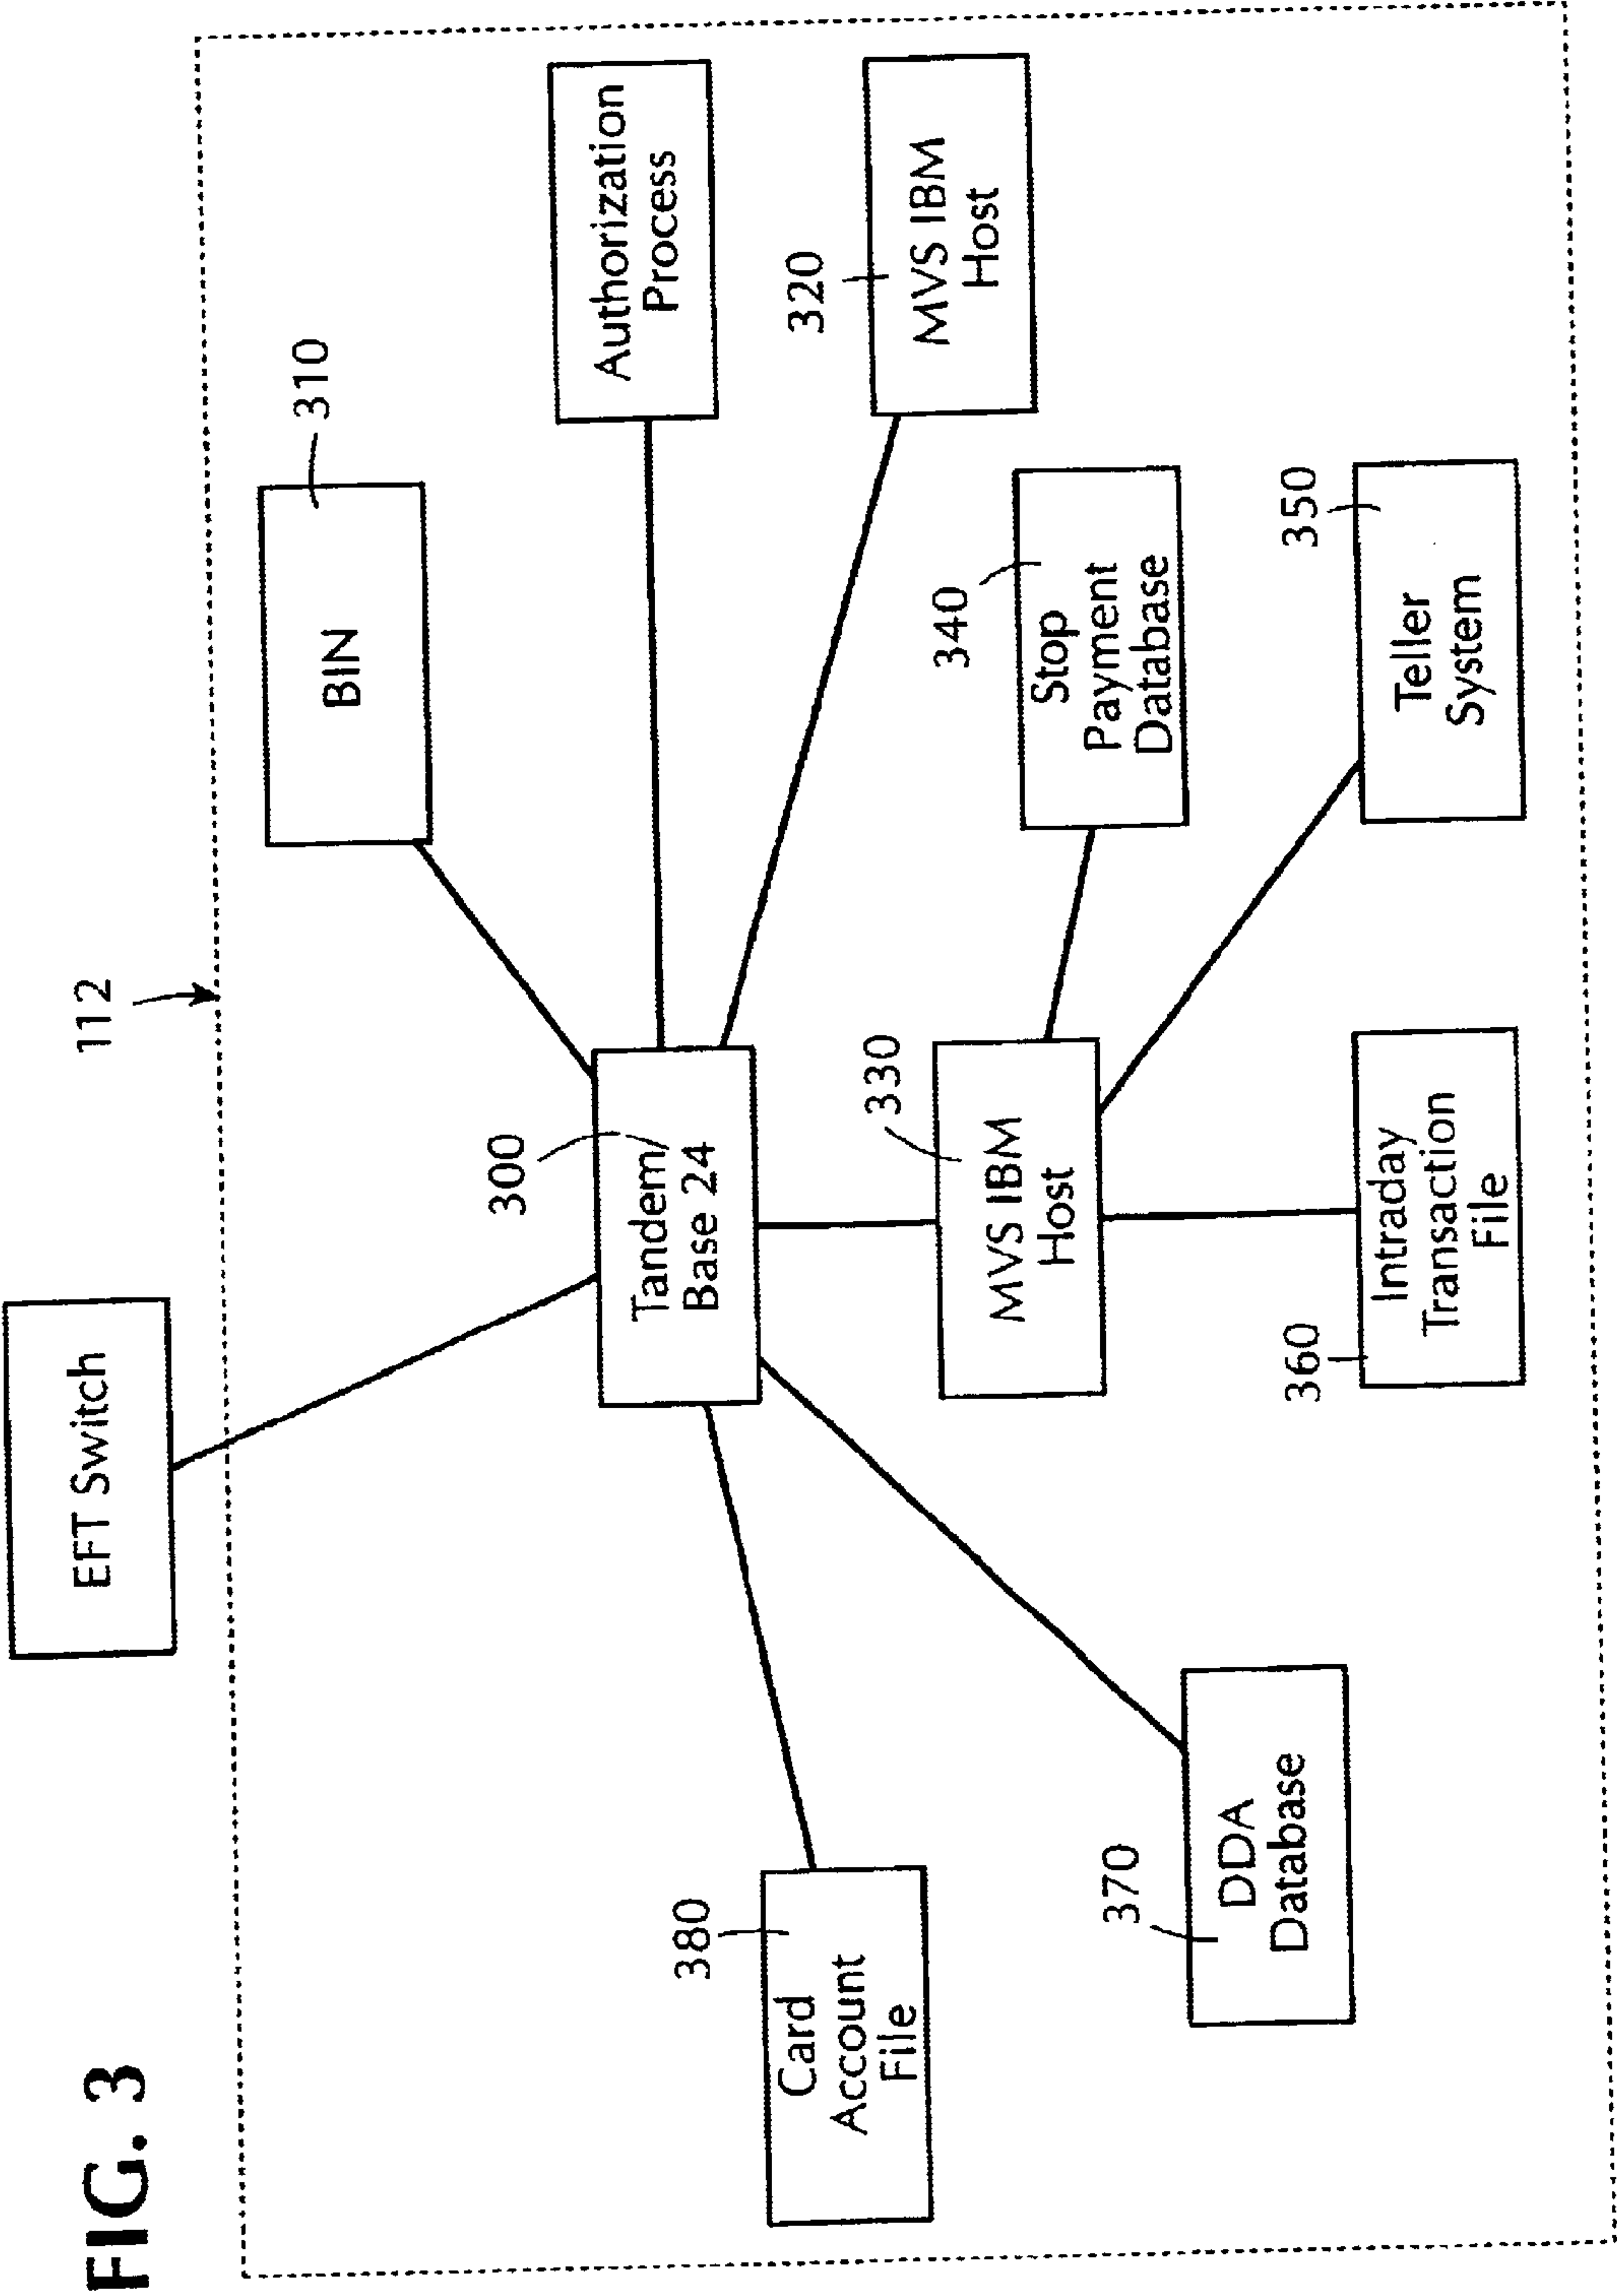 FIG. 3
EFT Switch
112
BIN
310
300
Tandem/
Base 24
Authorization
Process
320
MVS IBM
Host
330
MVS IBM
Host
340
Stop
Payment
Database
350
Teller
System
360
Intraday
Transaction
File
370
DDA
Database
380
Card
Account
File